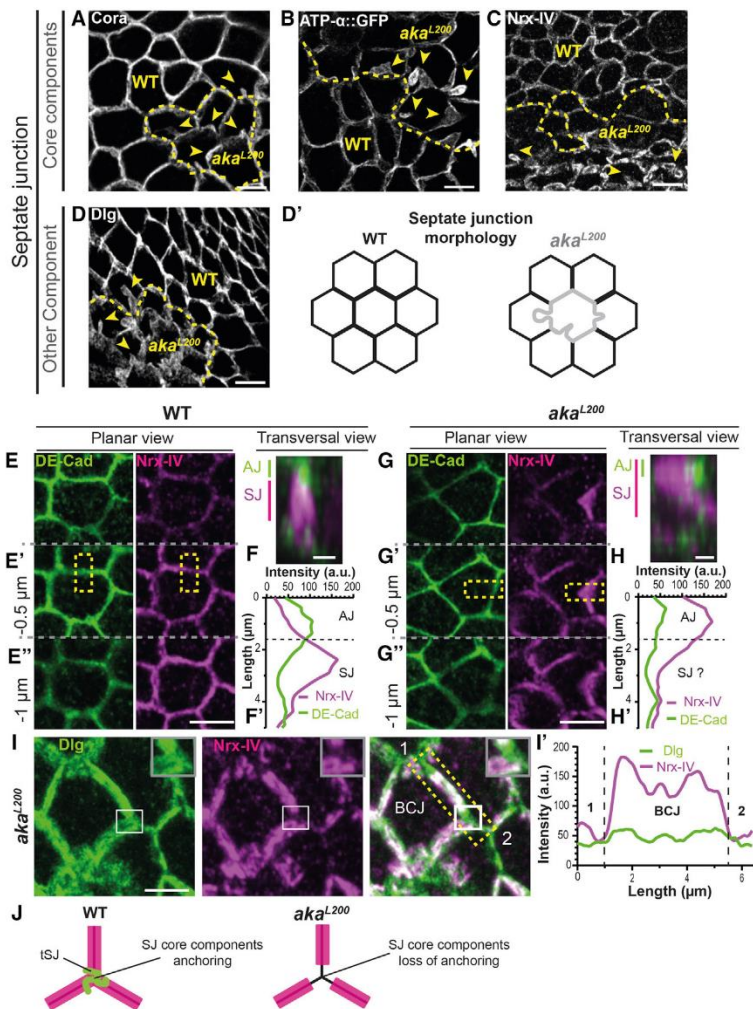 Septate junction
Core components
Other Component
A Cora
WT
aka^L200
B ATP-α::GFP
aka^L200
WT
C Nrx-IV
WT
aka^L200
D Dlg
WT
aka^L200
D'
Septate junction
morphology
WT
aka^L200
WT
Planar view
Transversal view
E DE-Cad
Nrx-IV
AJ
SJ
E'
-0.5 µm
E''
-1 µm
F
Intensity (a.u.)
0 50 100 150 200
Length (µm)
0
2
4
AJ
SJ
Nrx-IV
DE-Cad
F'
aka^L200
Planar view
Transversal view
G DE-Cad
Nrx-IV
AJ
SJ
G'
-0.5 µm
G''
-1 µm
H
Intensity (a.u.)
0 50 100 150 200
Length (µm)
0
2
4
AJ
SJ ?
Nrx-IV
DE-Cad
H'
aka^L200
I Dlg
Nrx-IV
1
BCJ
2
I'
Dlg
Nrx-IV
Intensity (a.u.)
200
150
100
50
0
1
BCJ
2
0 2 4 6
Length (µm)
J
WT
tSJ
SJ core components
anchoring
aka^L200
SJ core components
loss of anchoring